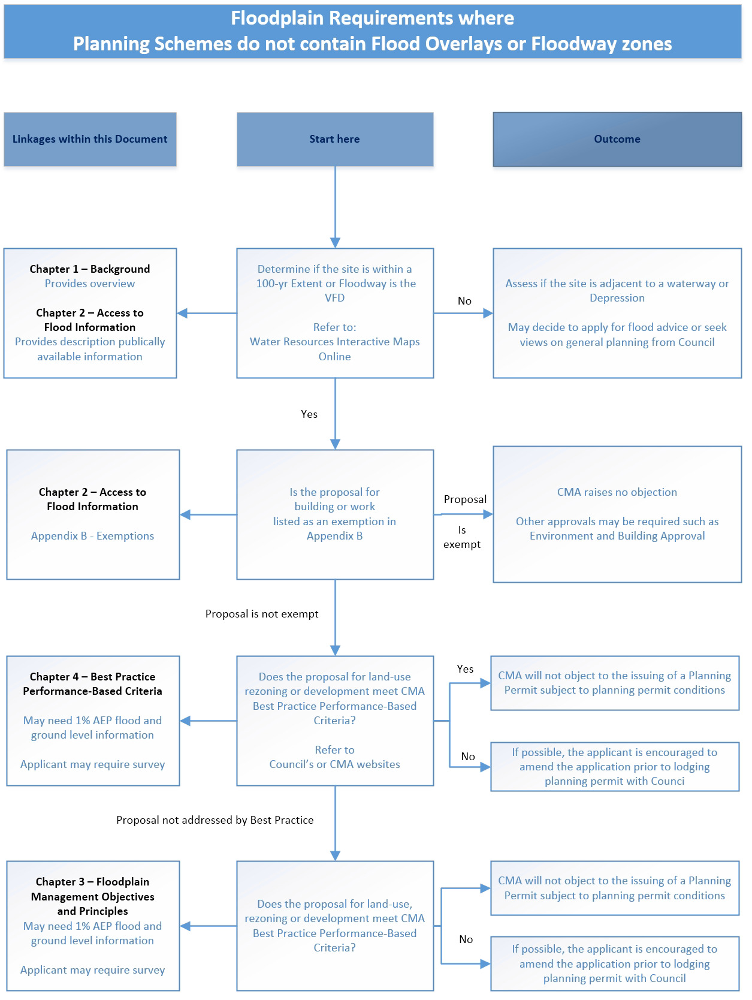 Floodplain Requirements where
Planning Schemes do not contain Flood Overlays or Floodway zones
Linkages within this Document
Start here
Outcome
Chapter 1 – Background
Provides overview
Chapter 2 – Access to
Flood Information
Provides description publically
available information
Determine if the site is within a
100-yr Extent or Floodway is the
VFD
Refer to:
Water Resources Interactive Maps
Online
No
Assess if the site is adjacent to a waterway or
Depression
May decide to apply for flood advice or seek
views on general planning from Council
Yes
Chapter 2 – Access to
Flood Information
Appendix B - Exemptions
Is the proposal for
building or work
listed as an exemption in
Appendix B
Proposal
Is
exempt
CMA raises no objection
Other approvals may be required such as
Environment and Building Approval
Proposal is not exempt
Chapter 4 – Best Practice
Performance-Based Criteria
May need 1% AEP flood and
ground level information
Applicant may require survey
Does the proposal for land-use
rezoning or development meet CMA
Best Practice Performance-Based
Criteria?
Refer to
Council's or CMA websites
Yes
CMA will not object to the issuing of a Planning
Permit subject to planning permit conditions
No
If possible, the applicant is encouraged to
amend the application prior to lodging
planning permit with Counci
Proposal not addressed by Best Practice
Chapter 3 – Floodplain
Management Objectives
and Principles
May need 1% AEP flood and
ground level information
Applicant may require survey
Does the proposal for land-use,
rezoning or development meet CMA
Best Practice Performance-Based
Criteria?
CMA will not object to the issuing of a Planning
Permit subject to planning permit conditions
No
If possible, the applicant is encouraged to
amend the application prior to lodging
planning permit with Council